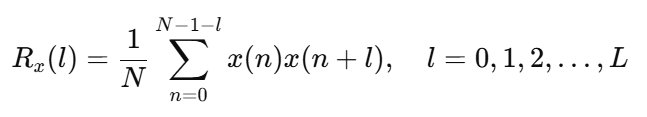 R_x(l) = \frac{1}{N} \sum_{n=0}^{N-1-l} x(n)x(n+l), \quad l = 0, 1, 2, \ldots, L